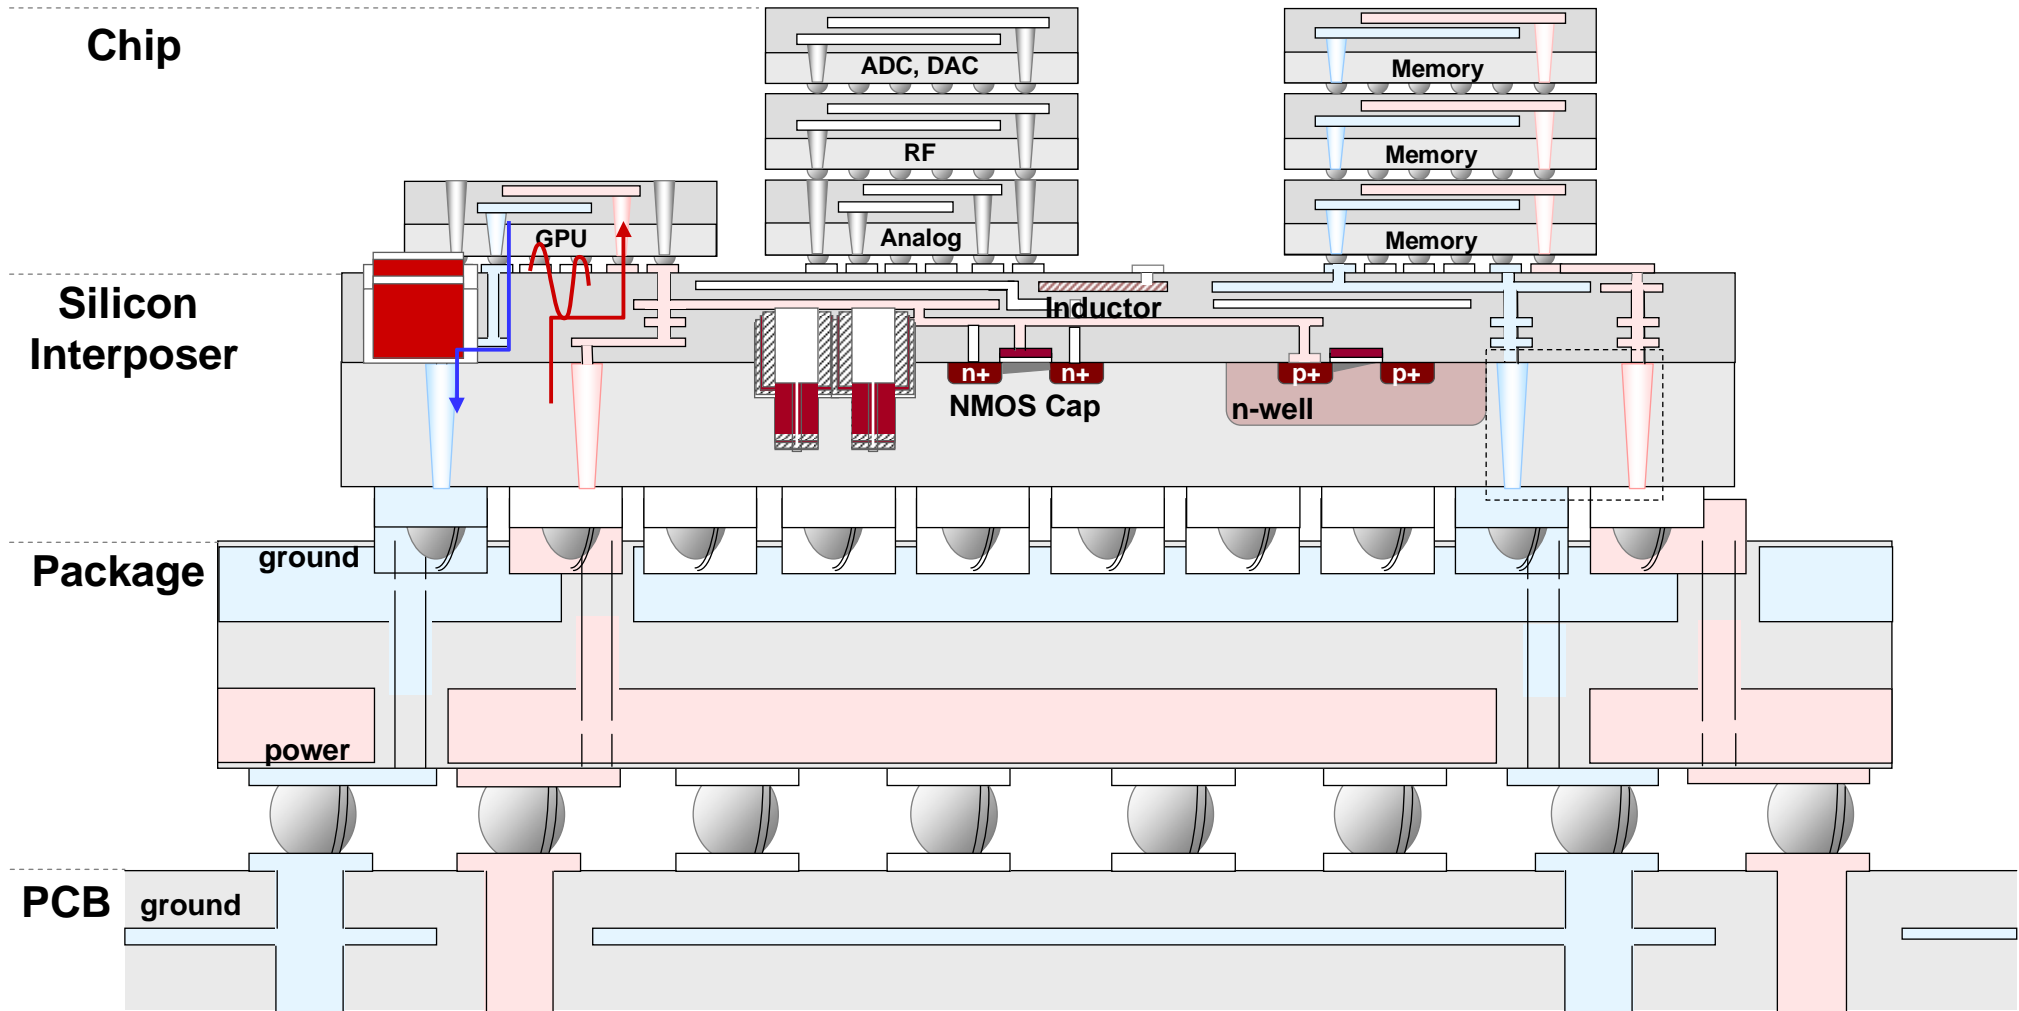 Chip
ADC, DAC
Memory
RF
Memory
GPU
Analog
Memory
Silicon
Interposer
Inductor
n+
n+
p+
p+
NMOS Cap
n-well
Package
ground
power
PCB
ground